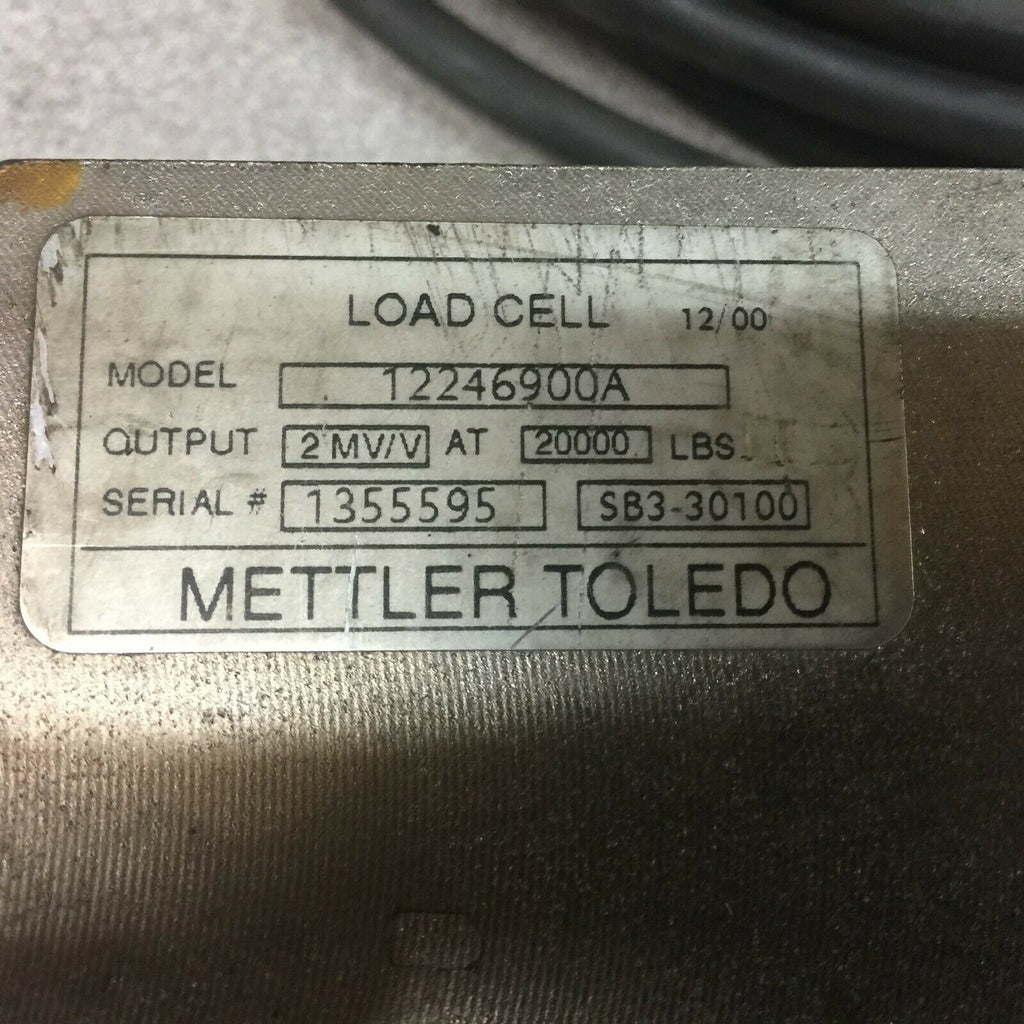 LOAD CELL 12/00
MODEL 12246900A
OUTPUT 2 MV/V AT 20000 LBS
SERIAL # 1355595 SB3-30100
METTLER TOLEDO